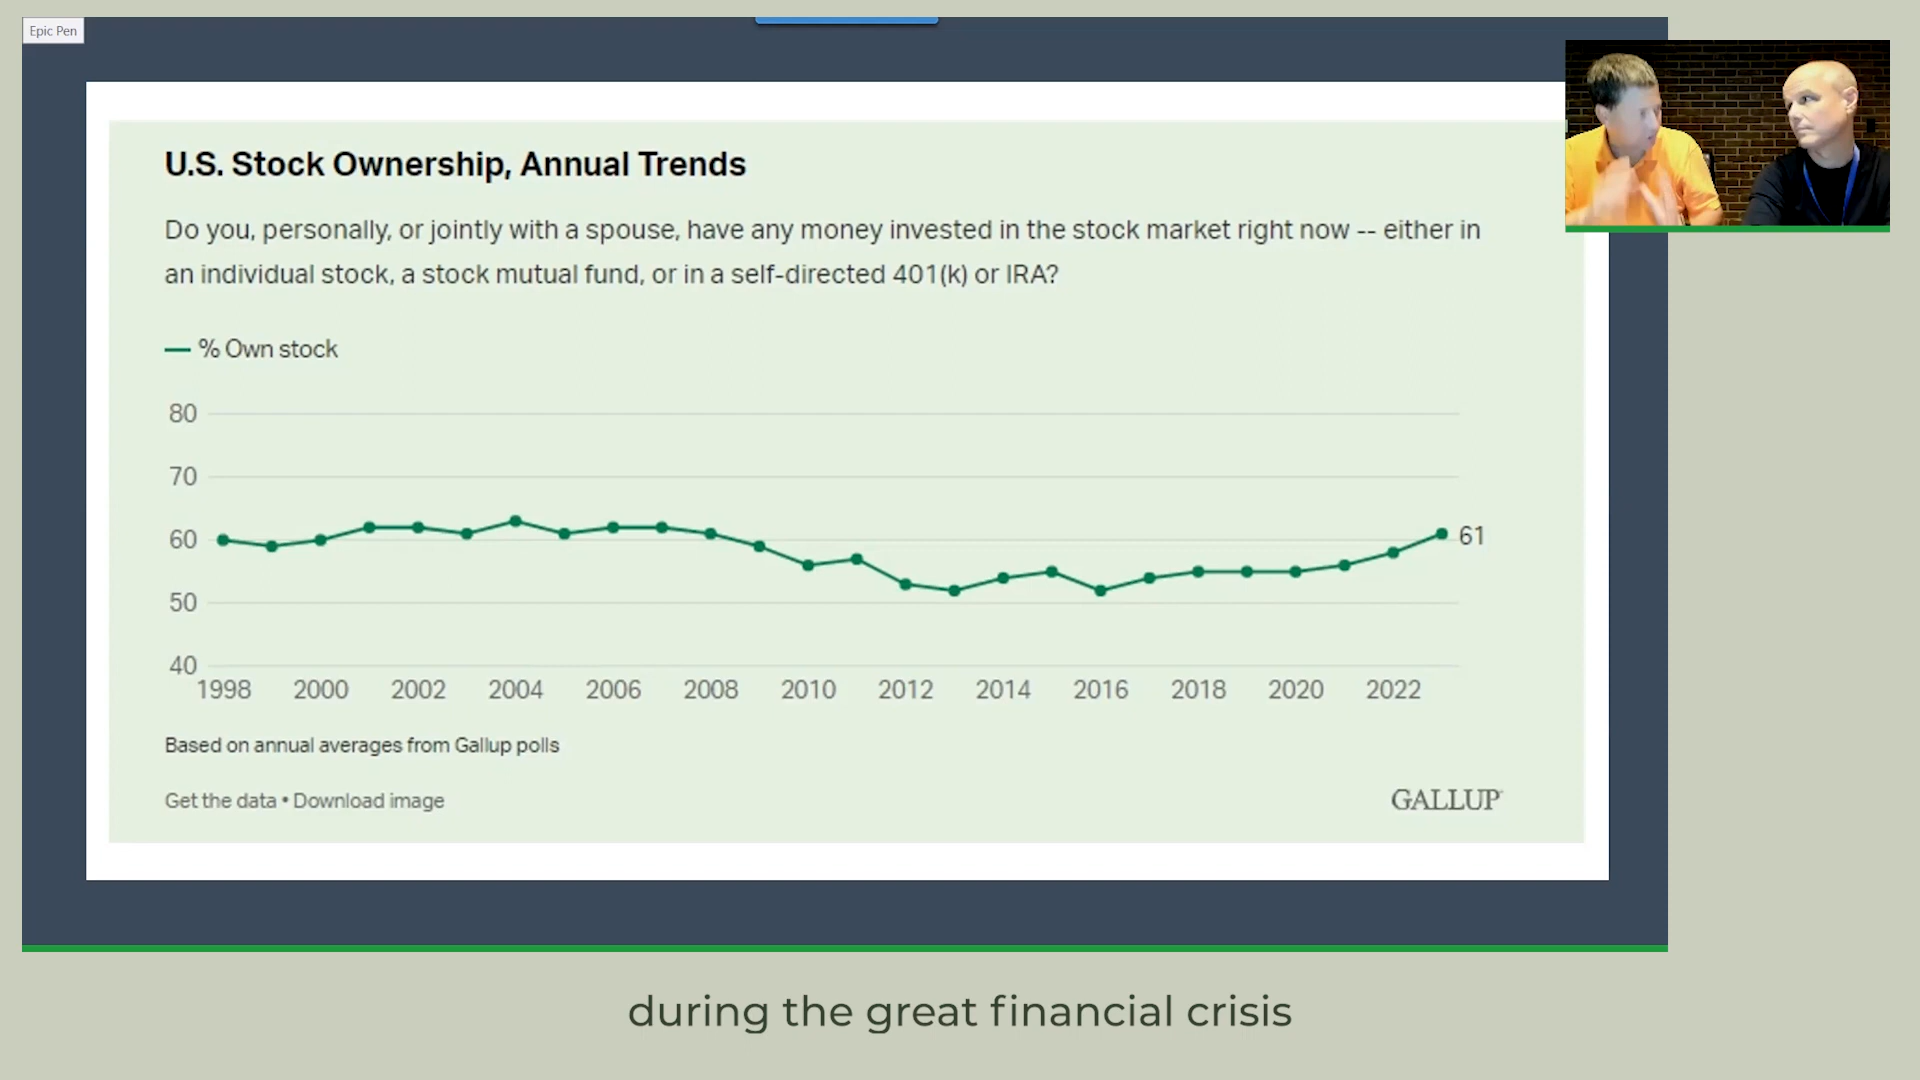 Epic Pen
U.S. Stock Ownership, Annual Trends
Do you, personally, or jointly with a spouse, have any money invested in the stock market right now -- either in
an individual stock, a stock mutual fund, or in a self-directed 401(k) or IRA?
% Own stock
80
70
60
50
40
61
1998 2000 2002 2004 2006 2008 2010 2012 2014 2016 2018 2020 2022
Based on annual averages from Gallup polls
Get the data • Download image
GALLUP
during the great financial crisis